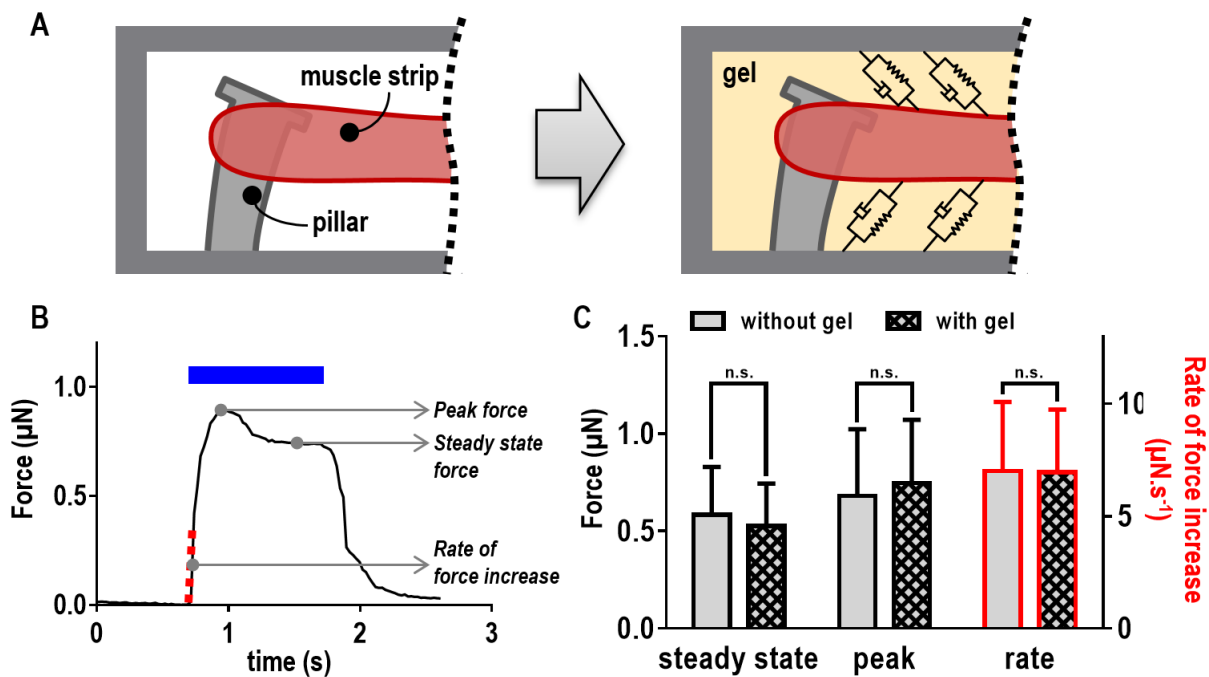 A
muscle strip
pillar
gel
B
Force (µN)
1.0
0.5
0.0
0
1
2
3
time (s)
Peak force
Steady state
force
Rate of
force increase
C
without gel
with gel
Force (µN)
1.5
1.0
0.5
0.0
n.s.
n.s.
n.s.
steady state
peak
rate
10
5
0
Rate of force increase
(µN.s⁻¹)